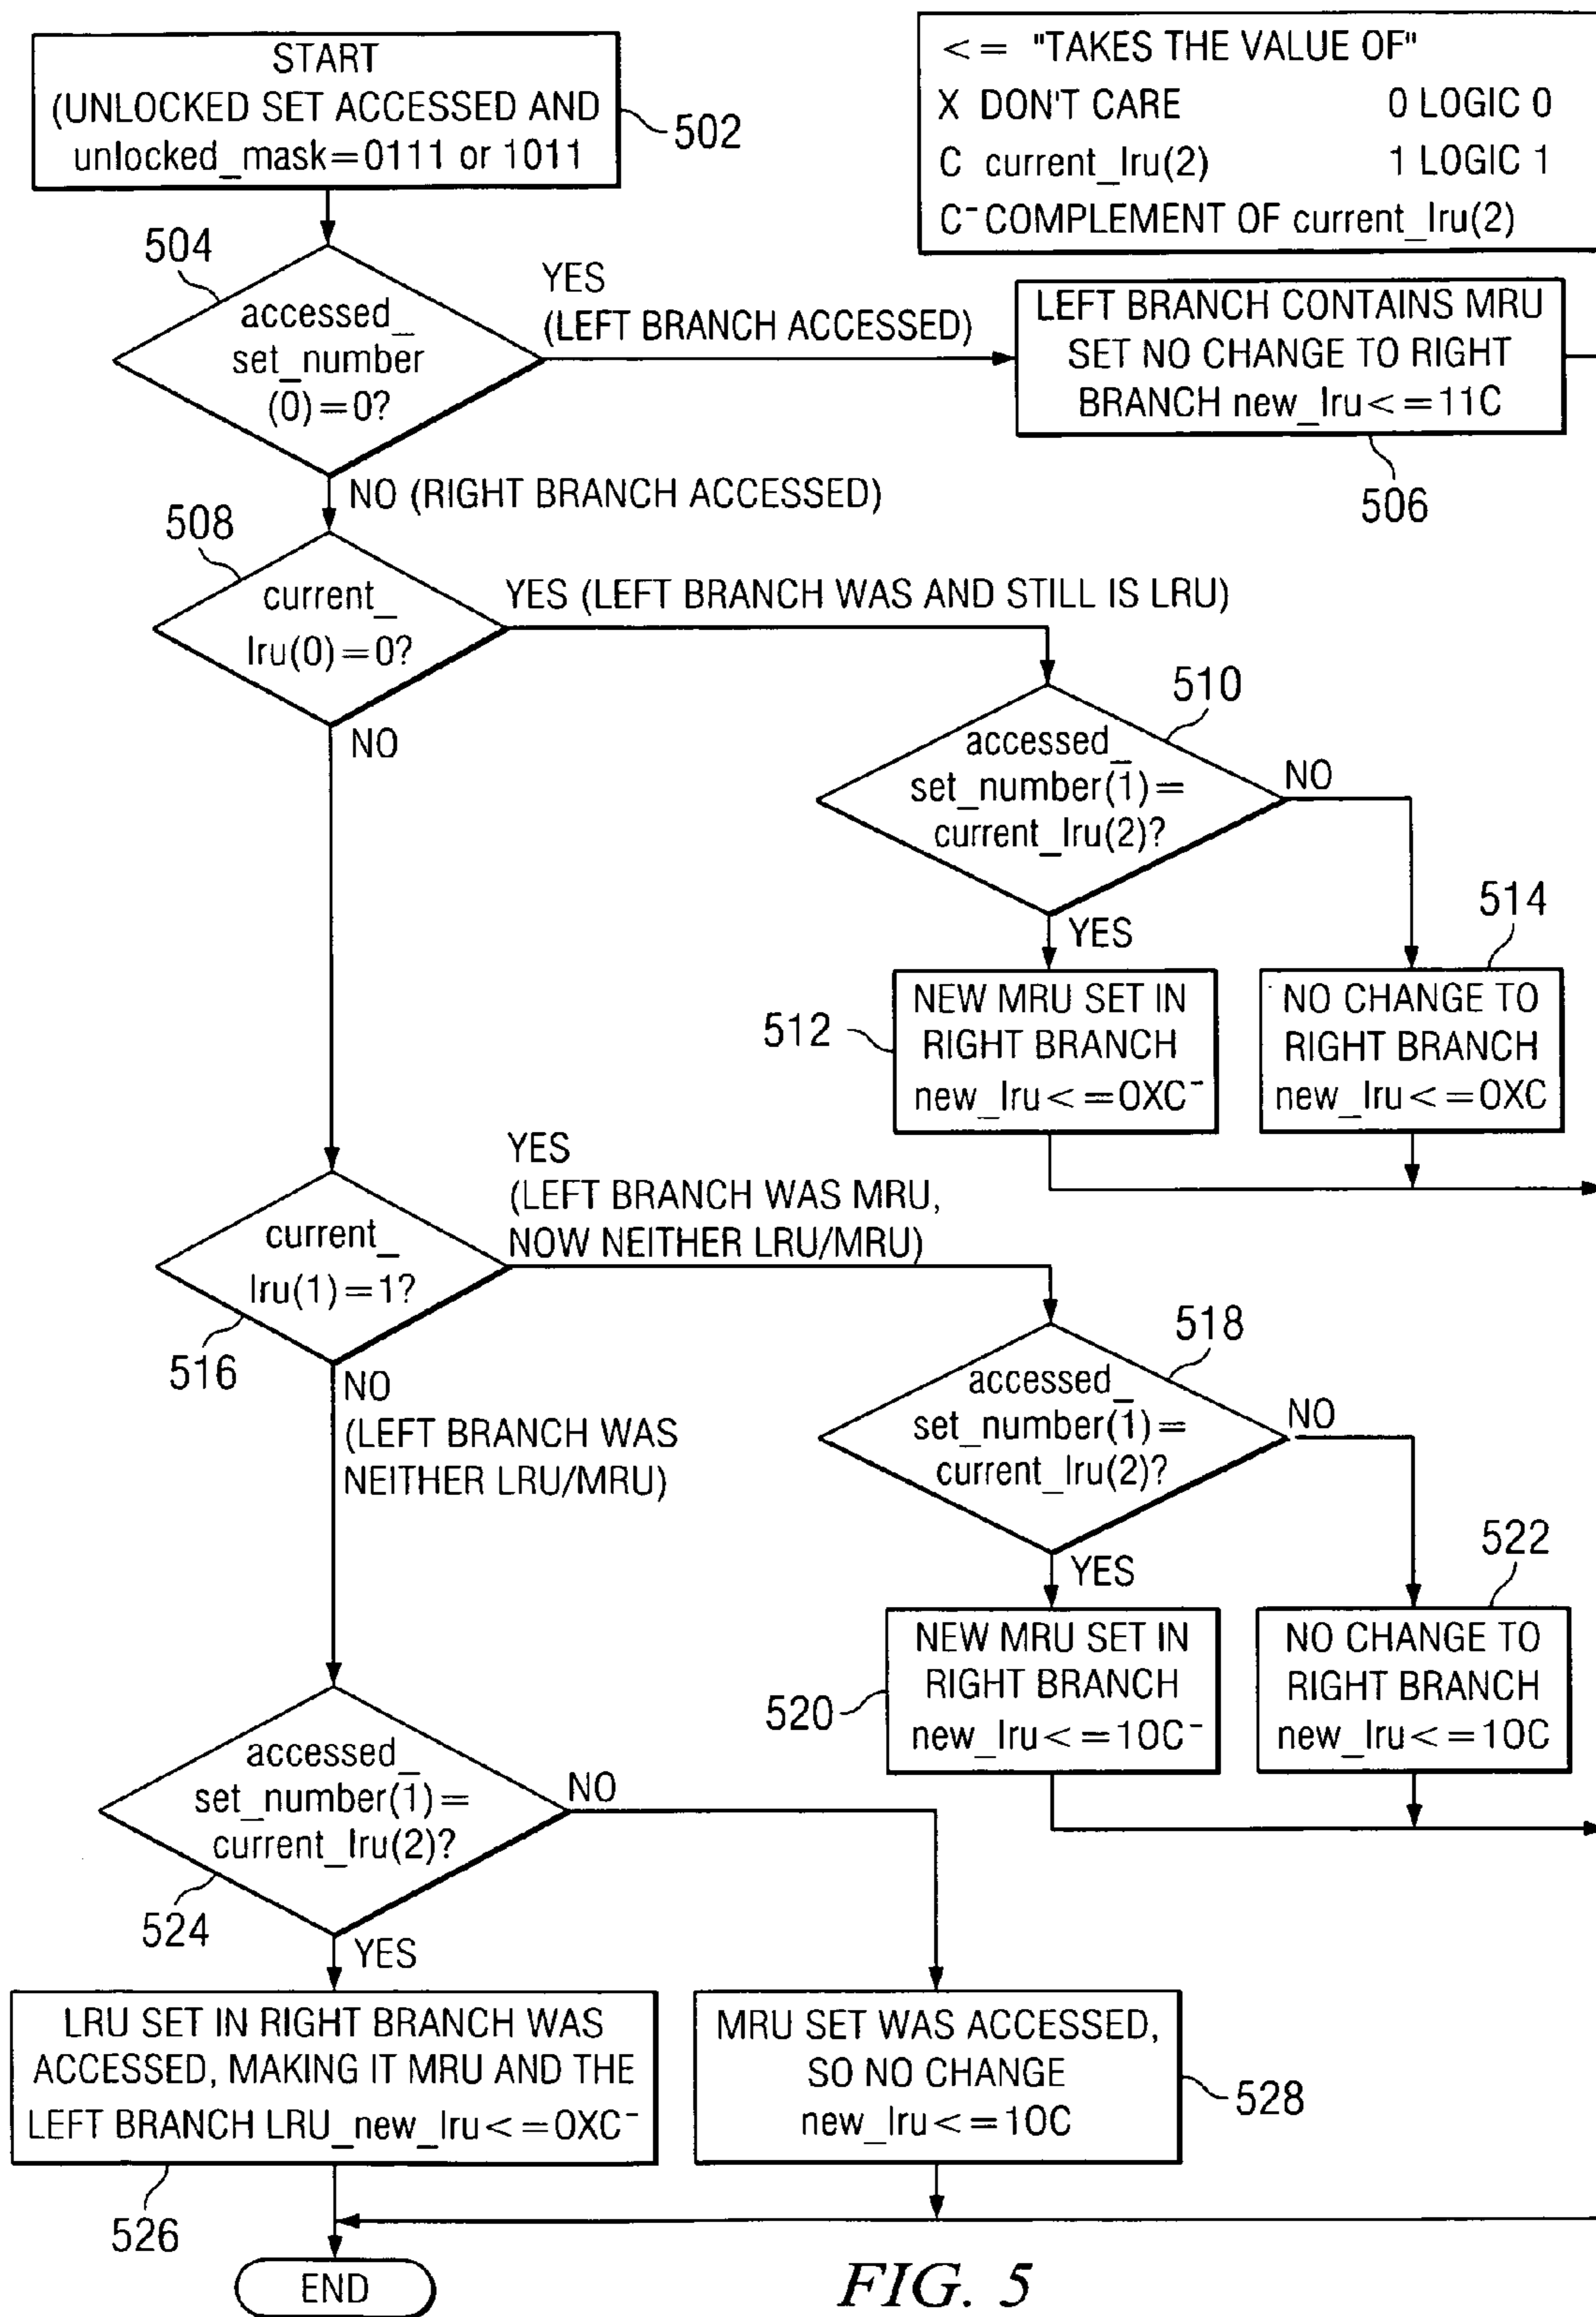 START
(UNLOCKED SET ACCESSED AND
unlocked_mask=0111 or 1011
502
<= "TAKES THE VALUE OF"
X DON'T CARE 0 LOGIC 0
C current_lru(2) 1 LOGIC 1
C⁻ COMPLEMENT OF current_lru(2)
504
accessed_
set_number
(0)=0?
YES
(LEFT BRANCH ACCESSED)
LEFT BRANCH CONTAINS MRU
SET NO CHANGE TO RIGHT
BRANCH new_lru<=11C
506
NO (RIGHT BRANCH ACCESSED)
508
current_
lru(0)=0?
YES (LEFT BRANCH WAS AND STILL IS LRU)
NO
510
accessed_
set_number(1)=
current_lru(2)?
NO
YES
514
512
NEW MRU SET IN
RIGHT BRANCH
new_lru<=0XC⁻
NO CHANGE TO
RIGHT BRANCH
new_lru<=0XC
YES
(LEFT BRANCH WAS MRU,
NOW NEITHER LRU/MRU)
current_
lru(1)=1?
516
NO
(LEFT BRANCH WAS
NEITHER LRU/MRU)
518
accessed_
set_number(1)=
current_lru(2)?
NO
YES
522
520
NEW MRU SET IN
RIGHT BRANCH
new_lru<=10C⁻
NO CHANGE TO
RIGHT BRANCH
new_lru<=10C
accessed_
set_number(1)=
current_lru(2)?
NO
524
YES
LRU SET IN RIGHT BRANCH WAS
ACCESSED, MAKING IT MRU AND THE
LEFT BRANCH LRU_new_lru<=0XC⁻
526
MRU SET WAS ACCESSED,
SO NO CHANGE
new_lru<=10C
528
END
FIG. 5